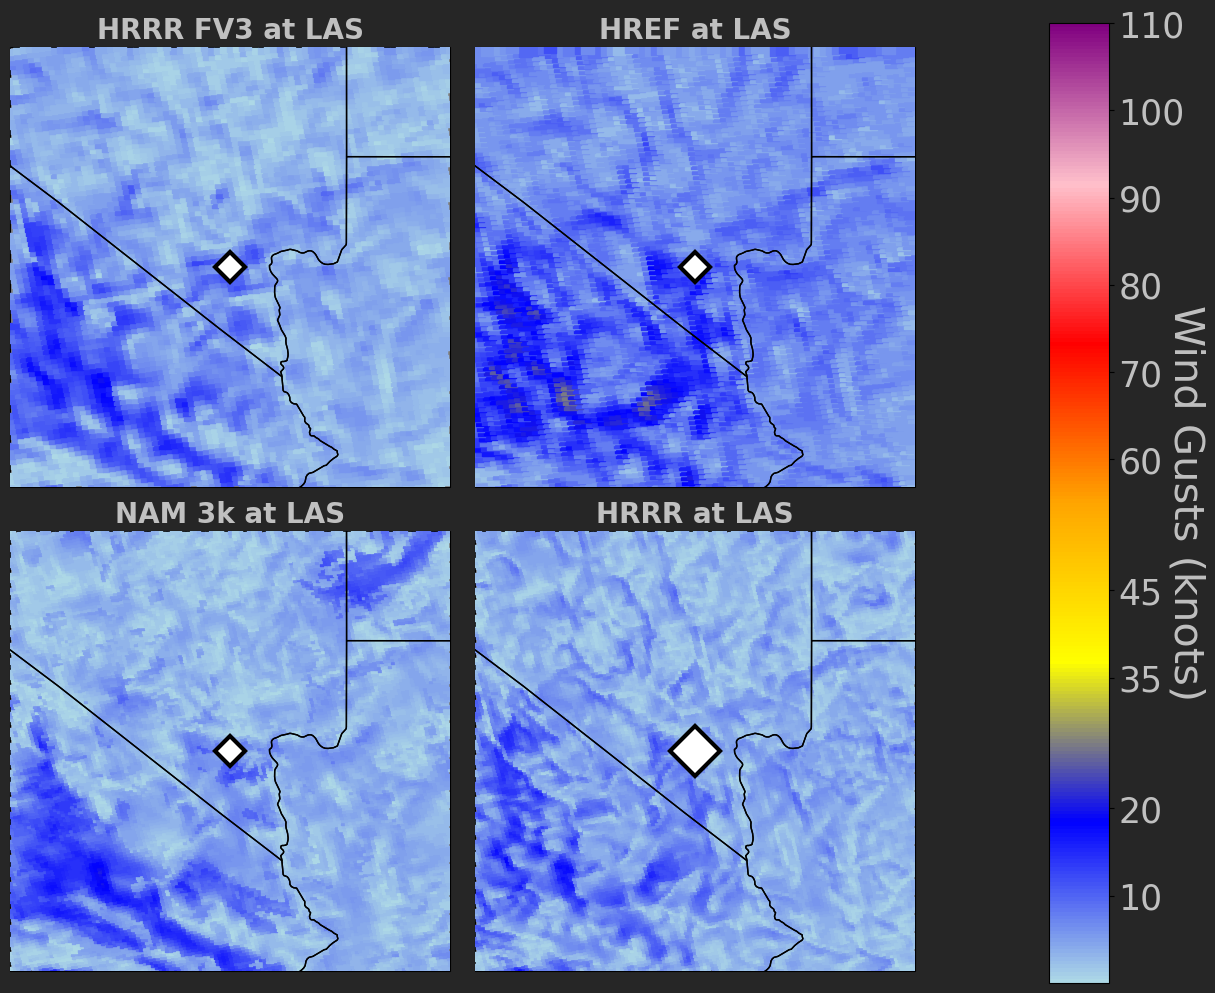 HRRR FV3 at LAS
HREF at LAS
NAM 3k at LAS
HRRR at LAS
110
100
90
80
70
60
45
35
20
10
Wind Gusts (knots)